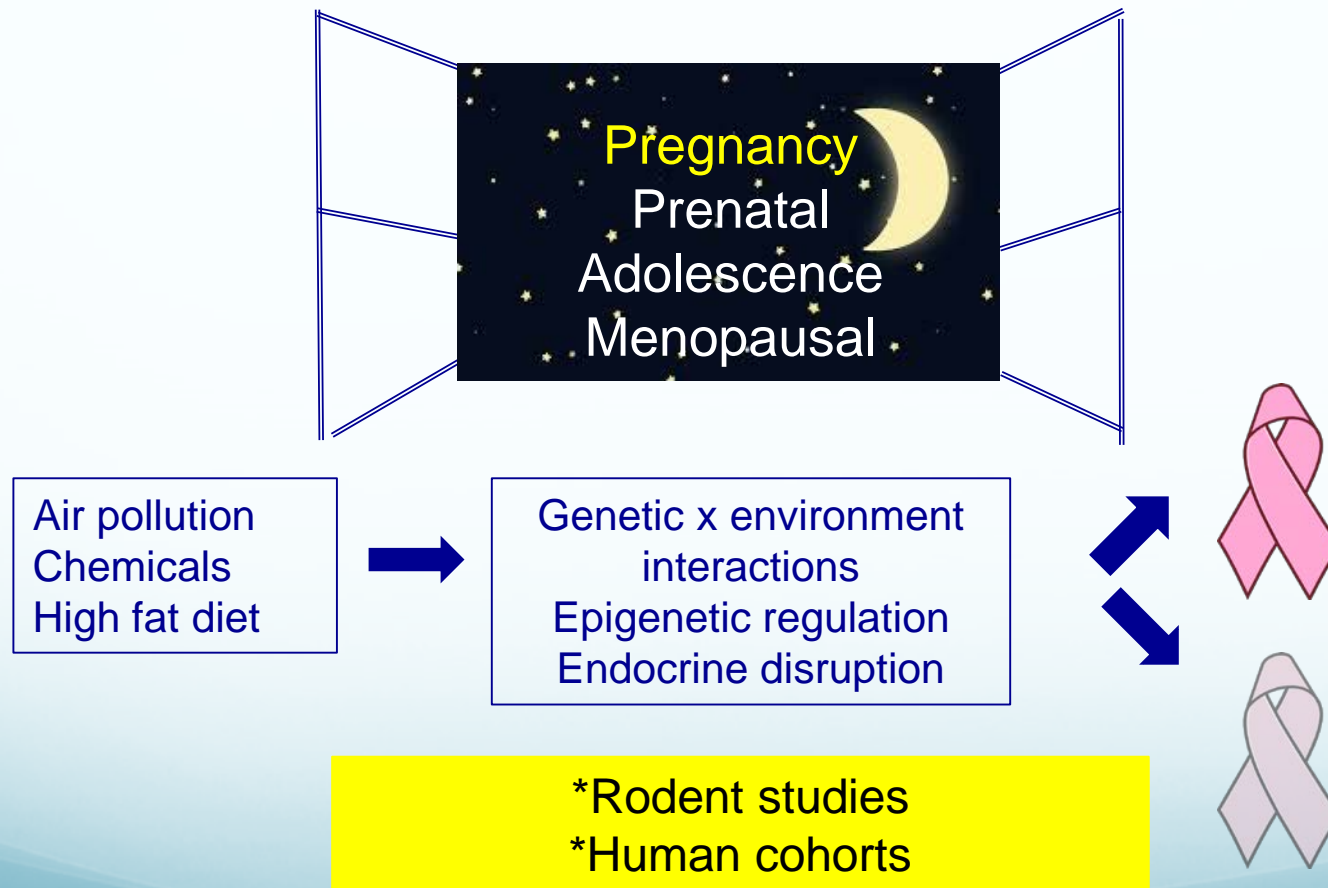 Pregnancy
Prenatal
Adolescence
Menopausal
Air pollution
Chemicals
High fat diet
Genetic x environment
interactions
Epigenetic regulation
Endocrine disruption
*Rodent studies
*Human cohorts